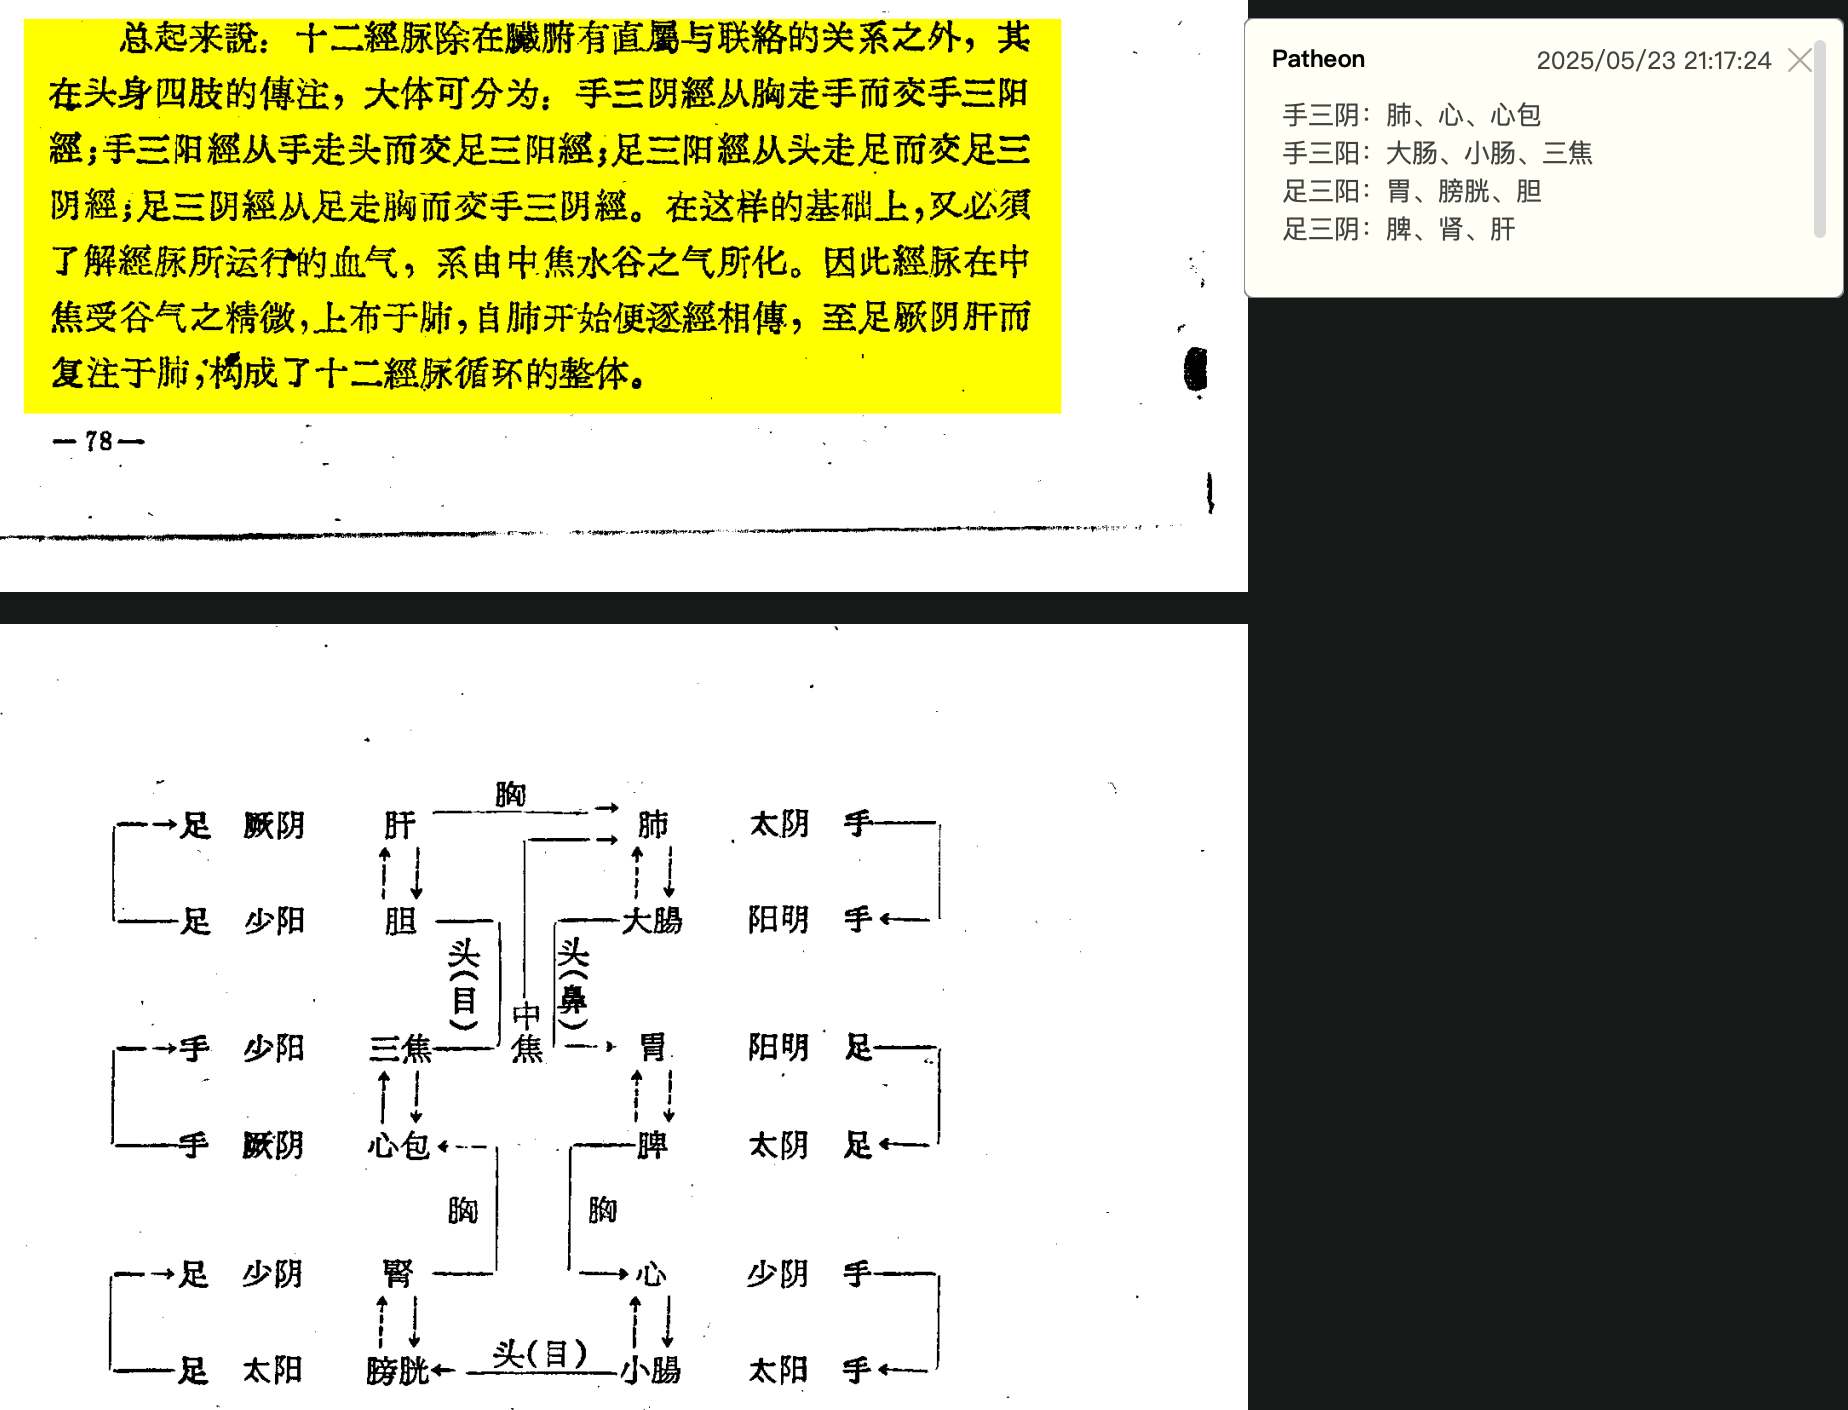 总起来說：十二經脉除在臟腑有直屬与联絡的关系之外，其
在头身四肢的傳注，大体可分为：手三阴經从胸走手而交手三阳
經；手三阳經从手走头而交足三阳經；足三阳經从头走足而交足三
阴經；足三阴經从足走胸而交手三阴經。在这样的基础上，又必須
了解經脉所运行的血气，系由中焦水谷之气所化。因此經脉在中
焦受谷气之精微，上布于肺，自肺开始便逐經相傳，至足厥阴肝而
复注于肺，构成了十二經脉循环的整体。
—78—
Patheon 2025/05/23 21:17:24
手三阴：肺、心、心包
手三阳：大肠、小肠、三焦
足三阳：胃、膀胱、胆
足三阴：脾、肾、肝
胸
足 厥阴 肝 肺 太阴 手
足 少阳 胆 大腸 阳明 手
头（目）
中焦
头（鼻）
手 少阳 三焦 胃 阳明 足
手 厥阴 心包 脾 太阴 足
胸 胸
足 少阴 腎 心 少阴 手
头（目）
足 太阳 膀胱 小腸 太阳 手